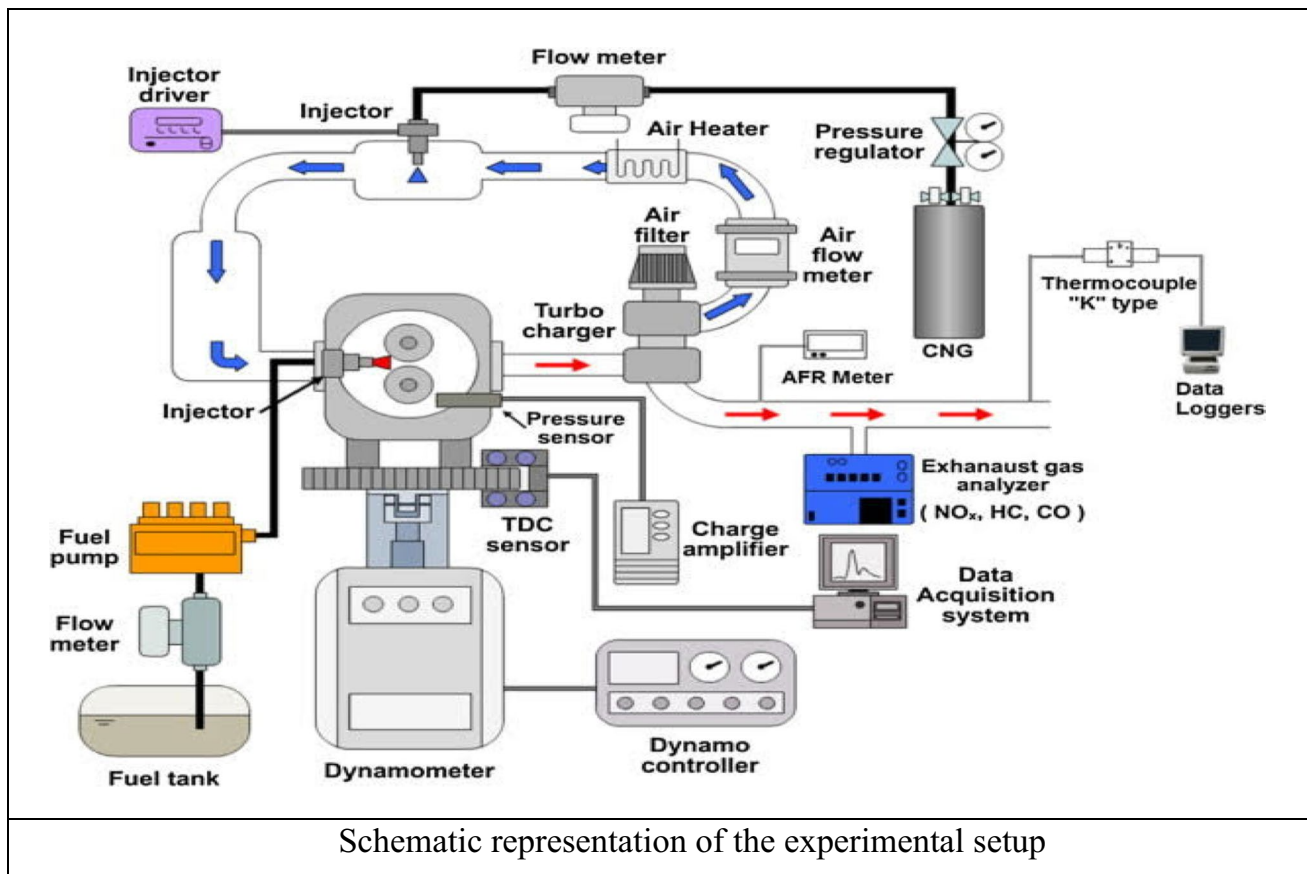 Flow meter
Injector
driver
Injector
Air Heater
Pressure
regulator
Air
filter
Air
flow
meter
Thermocouple
"K" type
Turbo
charger
CNG
AFR Meter
Data
Loggers
Injector
Pressure
sensor
Exhanaust gas
analyzer
( NOₓ, HC, CO )
Fuel
pump
TDC
sensor
Charge
amplifier
Data
Acquisition
system
Flow
meter
Fuel tank
Dynamometer
Dynamo
controller
Schematic representation of the experimental setup